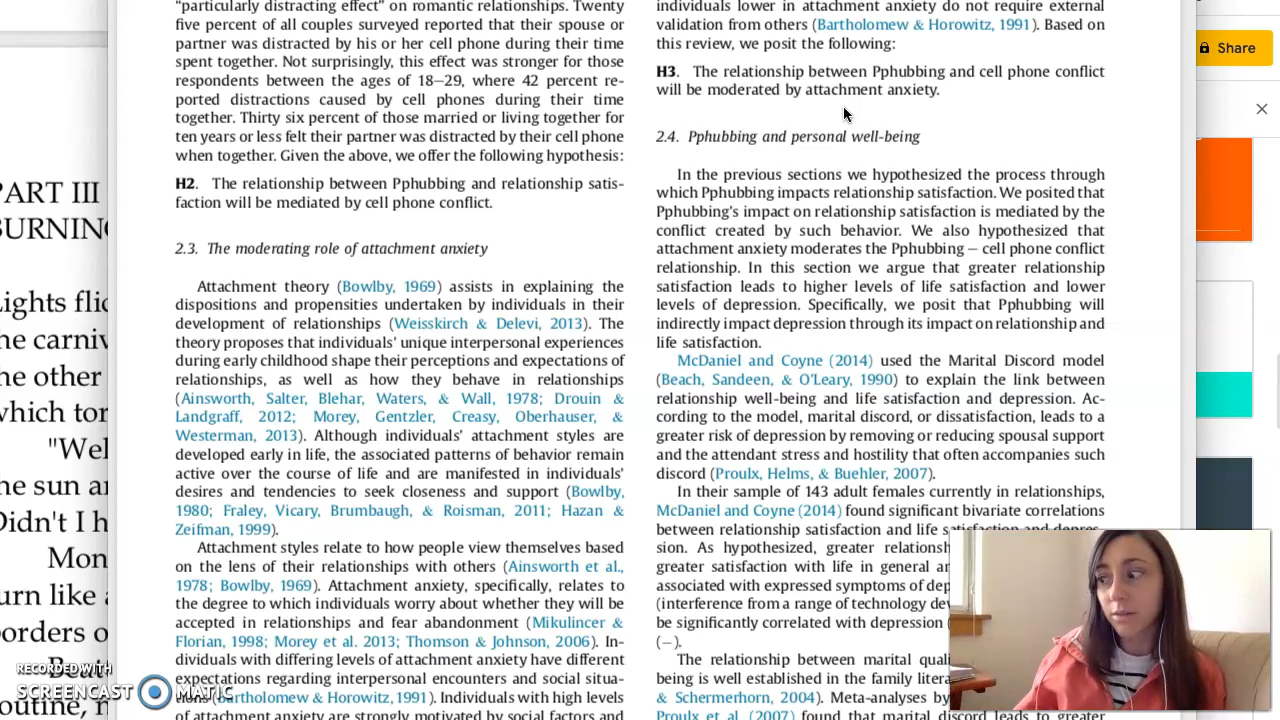 "particularly distracting effect" on romantic relationships. Twenty
five percent of all couples surveyed reported that their spouse or
partner was distracted by his or her cell phone during their time
spent together. Not surprisingly, this effect was stronger for those
respondents between the ages of 18–29, where 42 percent re-
ported distractions caused by cell phones during their time
together. Thirty six percent of those married or living together for
ten years or less felt their partner was distracted by their cell phone
when together. Given the above, we offer the following hypothesis:
H2. The relationship between Pphubbing and relationship satis-
faction will be mediated by cell phone conflict.
2.3. The moderating role of attachment anxiety
Attachment theory (Bowlby, 1969) assists in explaining the
dispositions and propensities undertaken by individuals in their
development of relationships (Weisskirch & Delevi, 2013). The
theory proposes that individuals' unique interpersonal experiences
during early childhood shape their perceptions and expectations of
relationships, as well as how they behave in relationships
(Ainsworth, Salter, Blehar, Waters, & Wall, 1978; Drouin &
Landgraff, 2012; Morey, Gentzler, Creasy, Oberhauser, &
Westerman, 2013). Although individuals' attachment styles are
developed early in life, the associated patterns of behavior remain
active over the course of life and are manifested in individuals'
desires and tendencies to seek closeness and support (Bowlby,
1980; Fraley, Vicary, Brumbaugh, & Roisman, 2011; Hazan &
Zeifman, 1999).
Attachment styles relate to how people view themselves based
on the lens of their relationships with others (Ainsworth et al.,
1978; Bowlby, 1969). Attachment anxiety, specifically, relates to
the degree to which individuals worry about whether they will be
accepted in relationships and fear abandonment (Mikulincer &
Florian, 1998; Morey et al. 2013; Thomson & Johnson, 2006). In-
dividuals with differing levels of attachment anxiety have different
expectations regarding interpersonal encounters and social situa-
tions (Bartholomew & Horowitz, 1991). Individuals with high levels
of attachment anxiety are strongly motivated by social factors and
individuals lower in attachment anxiety do not require external
validation from others (Bartholomew & Horowitz, 1991). Based on
this review, we posit the following:
H3. The relationship between Pphubbing and cell phone conflict
will be moderated by attachment anxiety.
2.4. Pphubbing and personal well-being
In the previous sections we hypothesized the process through
which Pphubbing impacts relationship satisfaction. We posited that
Pphubbing's impact on relationship satisfaction is mediated by the
conflict created by such behavior. We also hypothesized that
attachment anxiety moderates the Pphubbing – cell phone conflict
relationship. In this section we argue that greater relationship
satisfaction leads to higher levels of life satisfaction and lower
levels of depression. Specifically, we posit that Pphubbing will
indirectly impact depression through its impact on relationship and
life satisfaction.
McDaniel and Coyne (2014) used the Marital Discord model
(Beach, Sandeen, & O'Leary, 1990) to explain the link between
relationship well-being and life satisfaction and depression. Ac-
cording to the model, marital discord, or dissatisfaction, leads to a
greater risk of depression by removing or reducing spousal support
and the attendant stress and hostility that often accompanies such
discord (Proulx, Helms, & Buehler, 2007).
In their sample of 143 adult females currently in relationships,
McDaniel and Coyne (2014) found significant bivariate correlations
between relationship satisfaction and life satisfaction and depres-
sion. As hypothesized, greater relationsh
greater satisfaction with life in general an
associated with expressed symptoms of dep
(interference from a range of technology dev
be significantly correlated with depression (
(–).
The relationship between marital quali
being is well established in the family litera
& Schermerhorn, 2004). Meta-analyses by
Proulx et al. (2007) found that marital discord leads to greater
PART III
BURNING
Lights flic
he carniv
he other
which tor
"Wel
he sun ar
Didn't I h
Mon
urn like a
borders o
Beat
outine, n
Share
RECORDED WITH
SCREENCAST MATIC